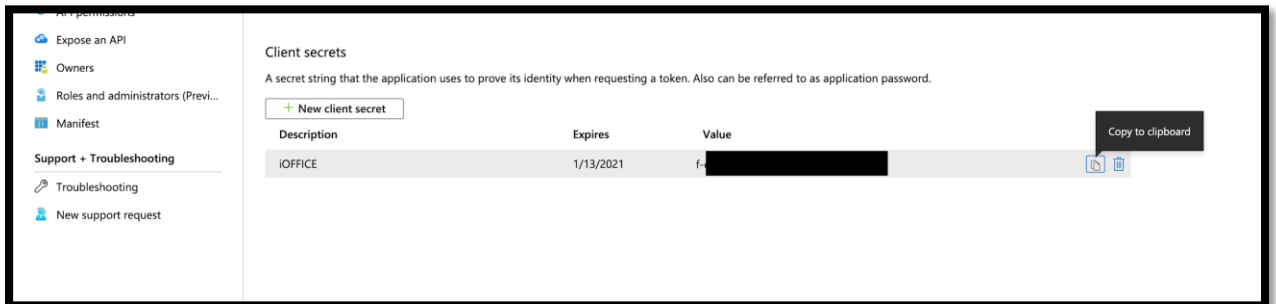 API permissions
Expose an API
Owners
Roles and administrators (Previ...
Manifest
Support + Troubleshooting
Troubleshooting
New support request
Client secrets
A secret string that the application uses to prove its identity when requesting a token. Also can be referred to as application password.
+ New client secret
Description Expires Value
Copy to clipboard
iOFFICE 1/13/2021 f-